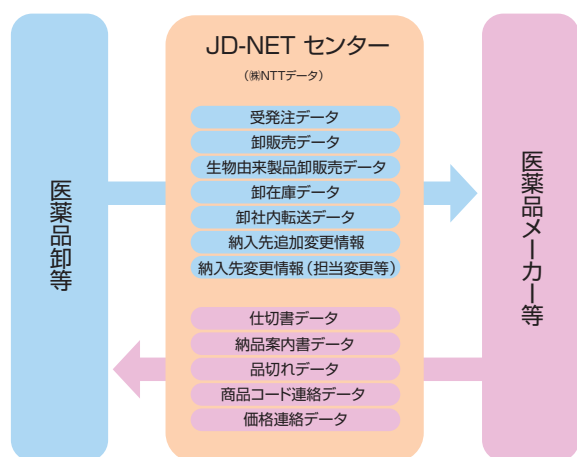 JD-NET センター
(㈱NTTデータ)
医薬品卸等
受発注データ
卸販売データ
生物由来製品卸販売データ
卸在庫データ
卸社内転送データ
納入先追加変更情報
納入先変更情報(担当変更等)
仕切書データ
納品案内書データ
品切れデータ
商品コード連絡データ
価格連絡データ
医薬品メーカー等